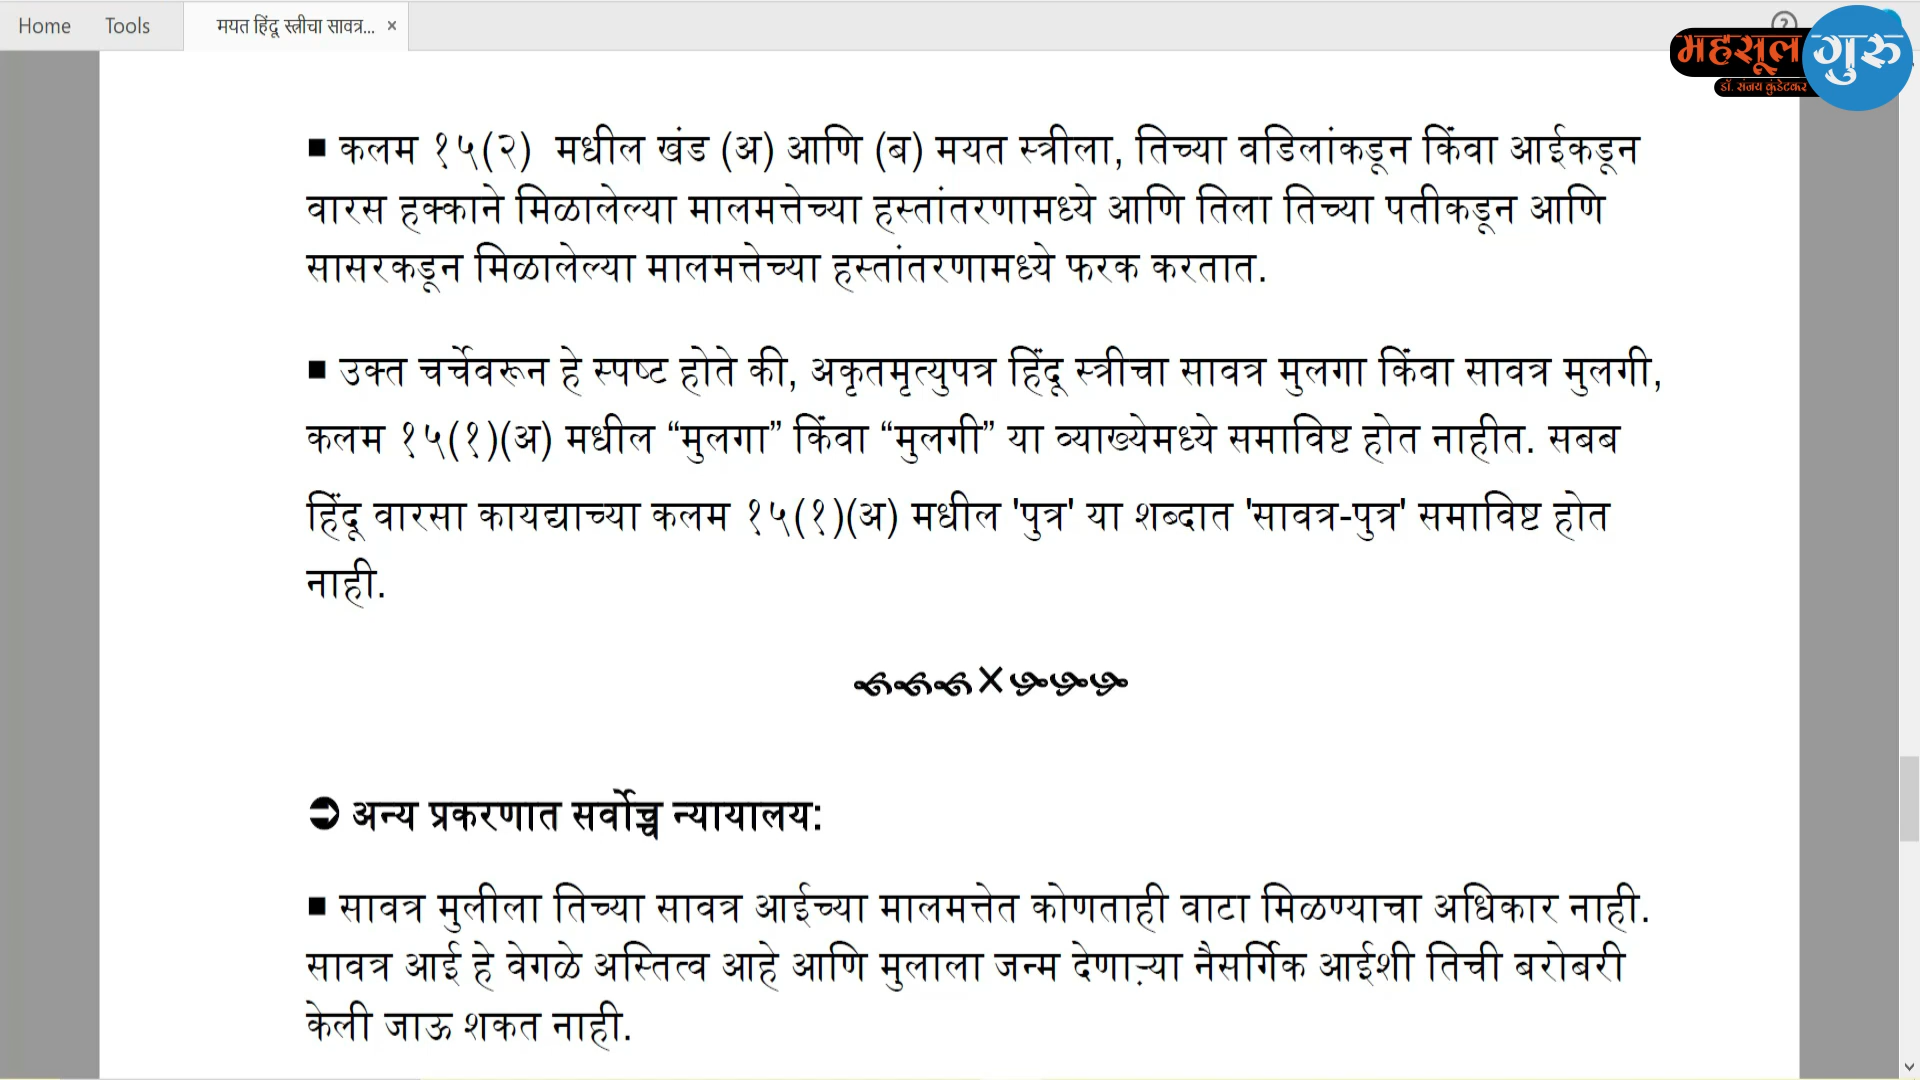 Home Tools मयत हिंदू स्त्रीचा सावत्र... ×
महसूल गुरु
डॉ. संजय कुंडेटकर
■ कलम १५(२) मधील खंड (अ) आणि (ब) मयत स्त्रीला, तिच्या वडिलांकडून किंवा आईकडून
वारस हक्काने मिळालेल्या मालमत्तेच्या हस्तांतरणामध्ये आणि तिला तिच्या पतीकडून आणि
सासरकडून मिळालेल्या मालमत्तेच्या हस्तांतरणामध्ये फरक करतात.
■ उक्त चर्चेवरून हे स्पष्ट होते की, अकृतमृत्युपत्र हिंदू स्त्रीचा सावत्र मुलगा किंवा सावत्र मुलगी,
कलम १५(१)(अ) मधील “मुलगा” किंवा “मुलगी” या व्याख्येमध्ये समाविष्ट होत नाहीत. सबब
हिंदू वारसा कायद्याच्या कलम १५(१)(अ) मधील 'पुत्र' या शब्दात 'सावत्र-पुत्र' समाविष्ट होत
नाही.
➲ अन्य प्रकरणात सर्वोच्च न्यायालय:
■ सावत्र मुलीला तिच्या सावत्र आईच्या मालमत्तेत कोणताही वाटा मिळण्याचा अधिकार नाही.
सावत्र आई हे वेगळे अस्तित्व आहे आणि मुलाला जन्म देणाऱ्या नैसर्गिक आईशी तिची बरोबरी
केली जाऊ शकत नाही.